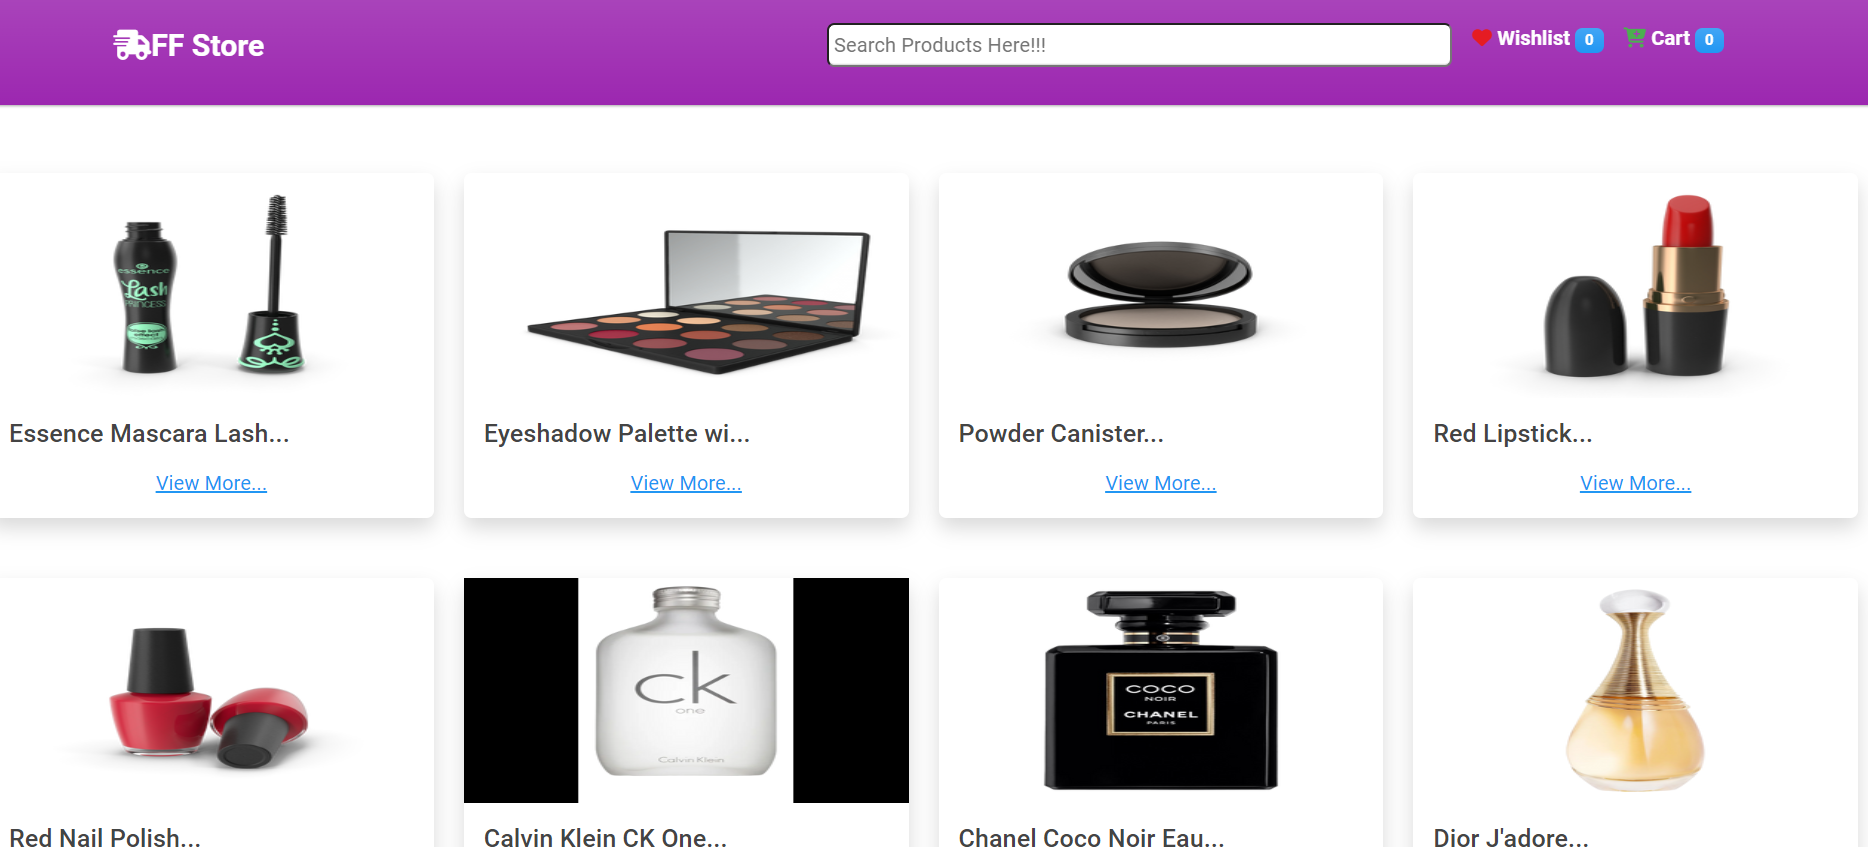 FF Store
Search Products Here!!!
Wishlist 0
Cart 0
essence
Lash
PRINCESS
Essence Mascara Lash...
Eyeshadow Palette wi...
Powder Canister...
Red Lipstick...
View More...
View More...
View More...
View More...
ck
one
Calvin Klein
COCO
NOIR
CHANEL
PARIS
Red Nail Polish...
Calvin Klein CK One...
Chanel Coco Noir Eau...
Dior J'adore...